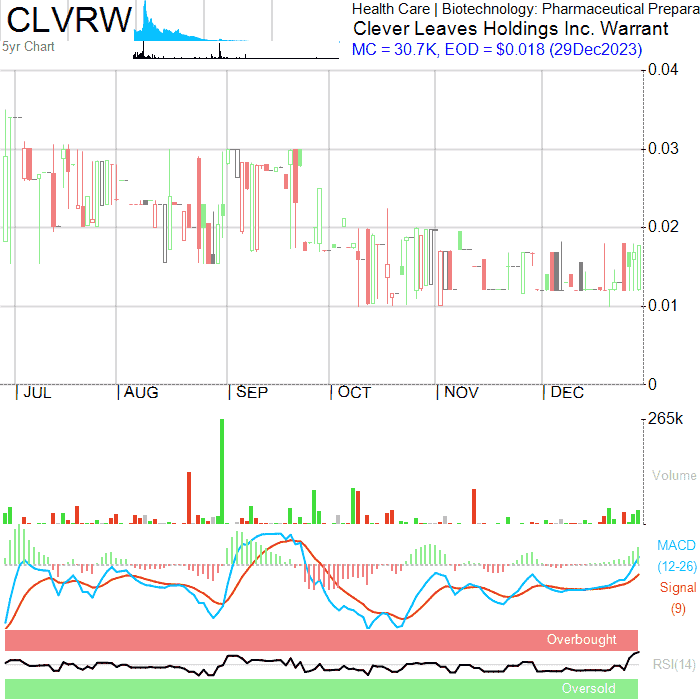 CLVRW
Health Care | Biotechnology: Pharmaceutical Prepara
Clever Leaves Holdings Inc. Warrant
5yr Chart
MC = 30.7K, EOD = $0.018 (29Dec2023)
0.04
0.03
0.02
0.01
0
JUL AUG SEP OCT NOV DEC
265k
Volume
MACD
(12-26)
Signal
(9)
Overbought
RSI(14)
Oversold